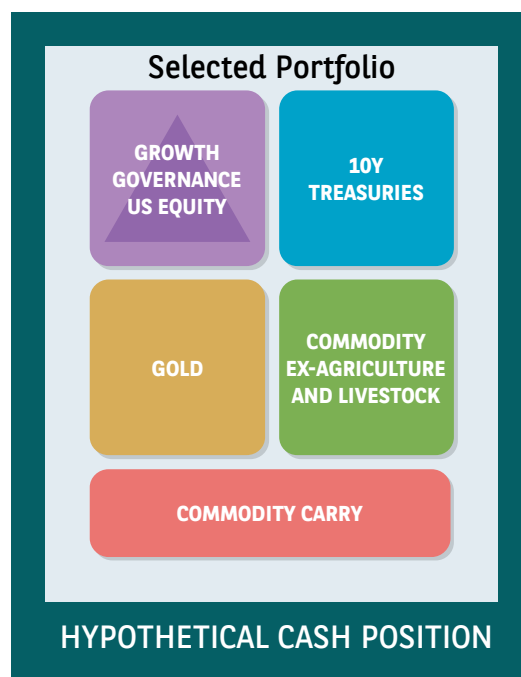 Selected Portfolio
GROWTH
GOVERNANCE
US EQUITY
10Y
TREASURIES
GOLD
COMMODITY
EX-AGRICULTURE
AND LIVESTOCK
COMMODITY CARRY
HYPOTHETICAL CASH POSITION